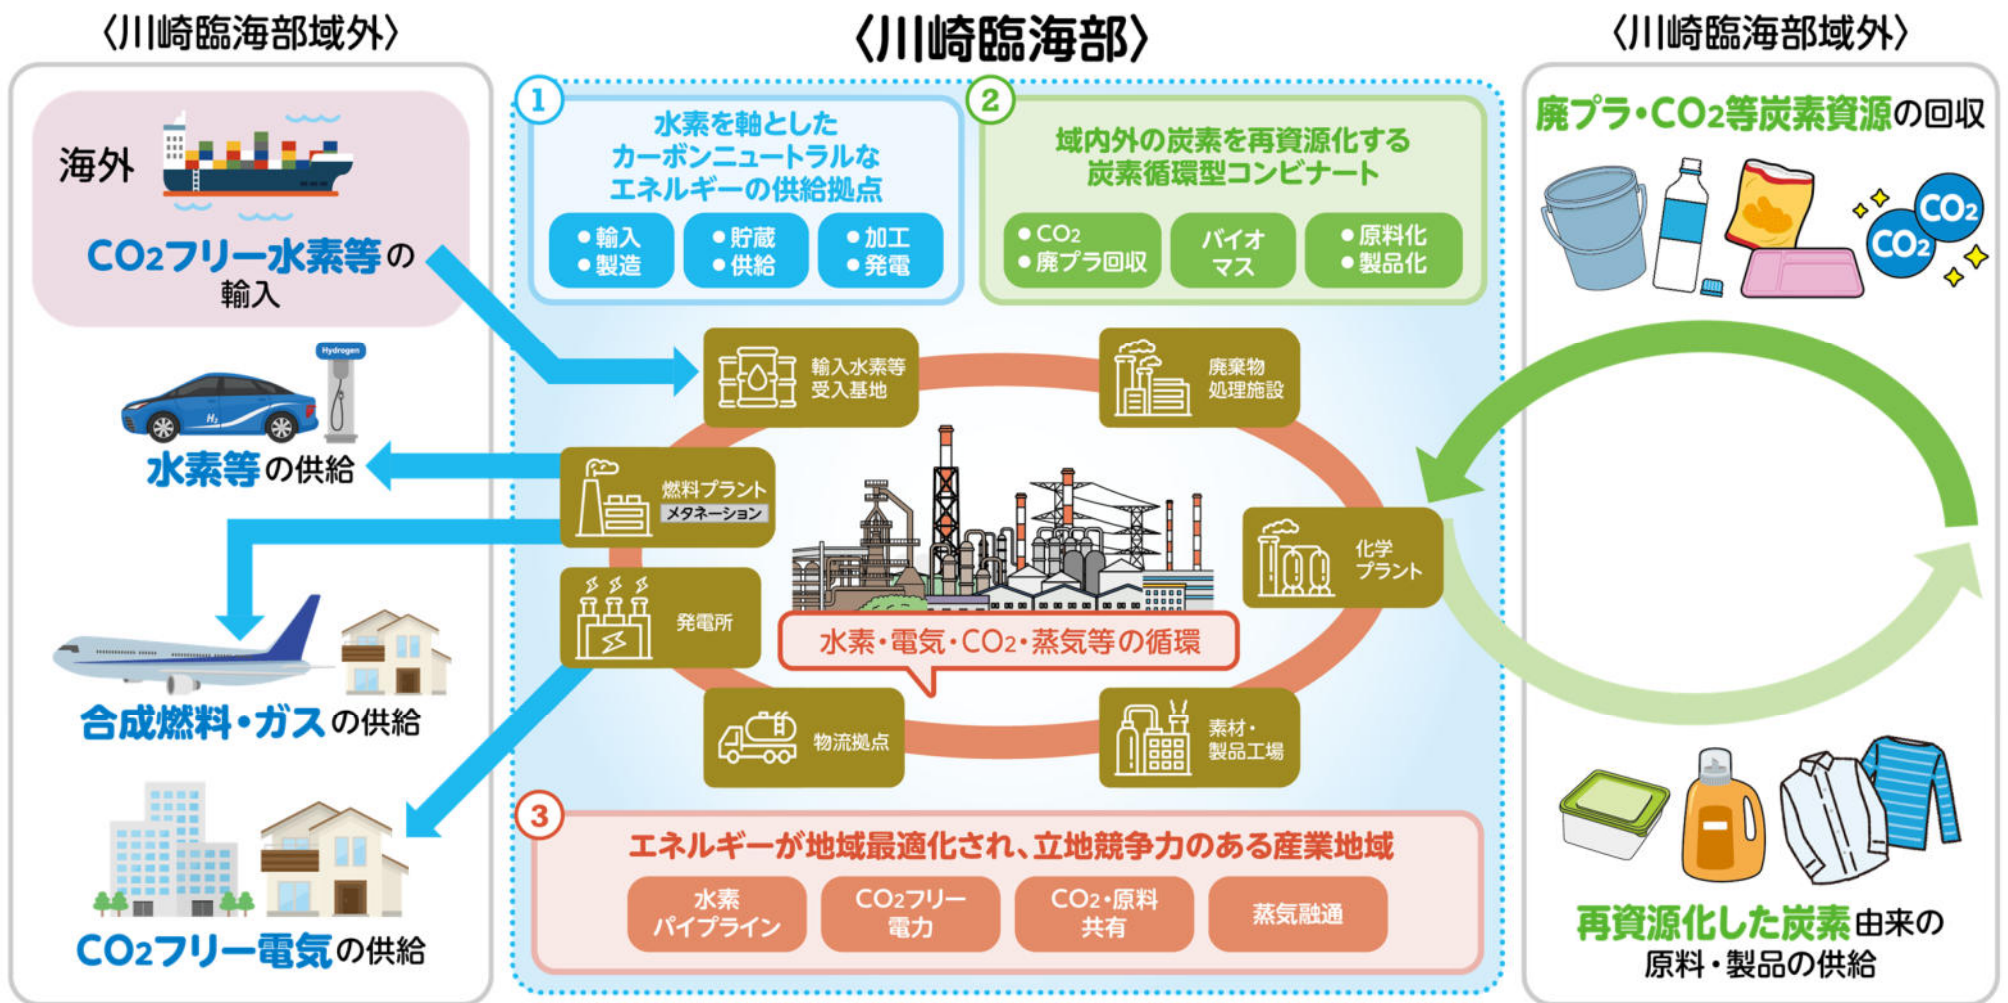 〈川崎臨海部域外〉
海外
CO2フリー水素等の
輸入
Hydrogen
H2
水素等の供給
合成燃料・ガスの供給
CO2フリー電気の供給
〈川崎臨海部〉
1
水素を軸とした
カーボンニュートラルな
エネルギーの供給拠点
●輸入
●製造
●貯蔵
●供給
●加工
●発電
2
域内外の炭素を再資源化する
炭素循環型コンビナート
●CO2
●廃プラ回収
バイオ
マス
●原料化
●製品化
輸入水素等
受入基地
廃棄物
処理施設
燃料プラント
メタネーション
化学
プラント
発電所
水素・電気・CO2・蒸気等の循環
物流拠点
素材・
製品工場
3
エネルギーが地域最適化され、立地競争力のある産業地域
水素
パイプライン
CO2フリー
電力
CO2・原料
共有
蒸気融通
〈川崎臨海部域外〉
廃プラ・CO2等炭素資源の回収
CO2
CO2
再資源化した炭素由来の
原料・製品の供給